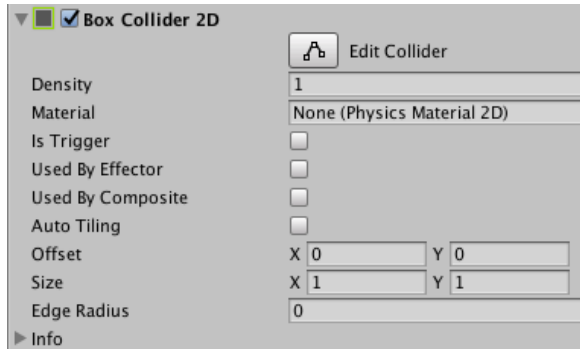 Box Collider 2D
Edit Collider
Density 1
Material None (Physics Material 2D)
Is Trigger
Used By Effector
Used By Composite
Auto Tiling
Offset X 0 Y 0
Size X 1 Y 1
Edge Radius 0
Info